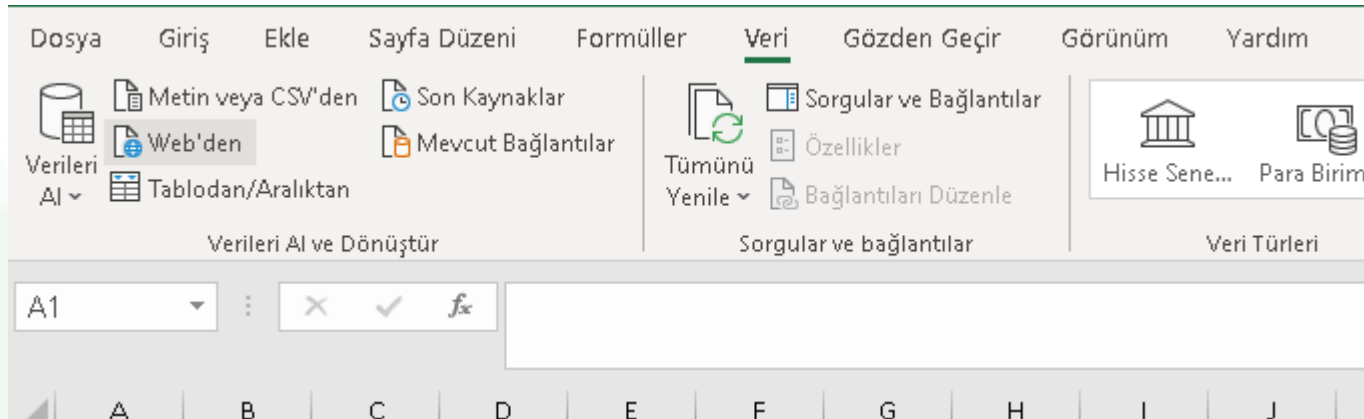 Dosya Giriş Ekle Sayfa Düzeni Formüller Veri Gözden Geçir Görünüm Yardım
Verileri Al
Metin veya CSV'den
Web'den
Tablodan/Aralıktan
Son Kaynaklar
Mevcut Bağlantılar
Verileri Al ve Dönüştür
Tümünü
Yenile
Sorgular ve Bağlantılar
Özellikler
Bağlantıları Düzenle
Sorgular ve bağlantılar
Hisse Sene... Para Birim
Veri Türleri
A1 fx
A B C D E F G H I J